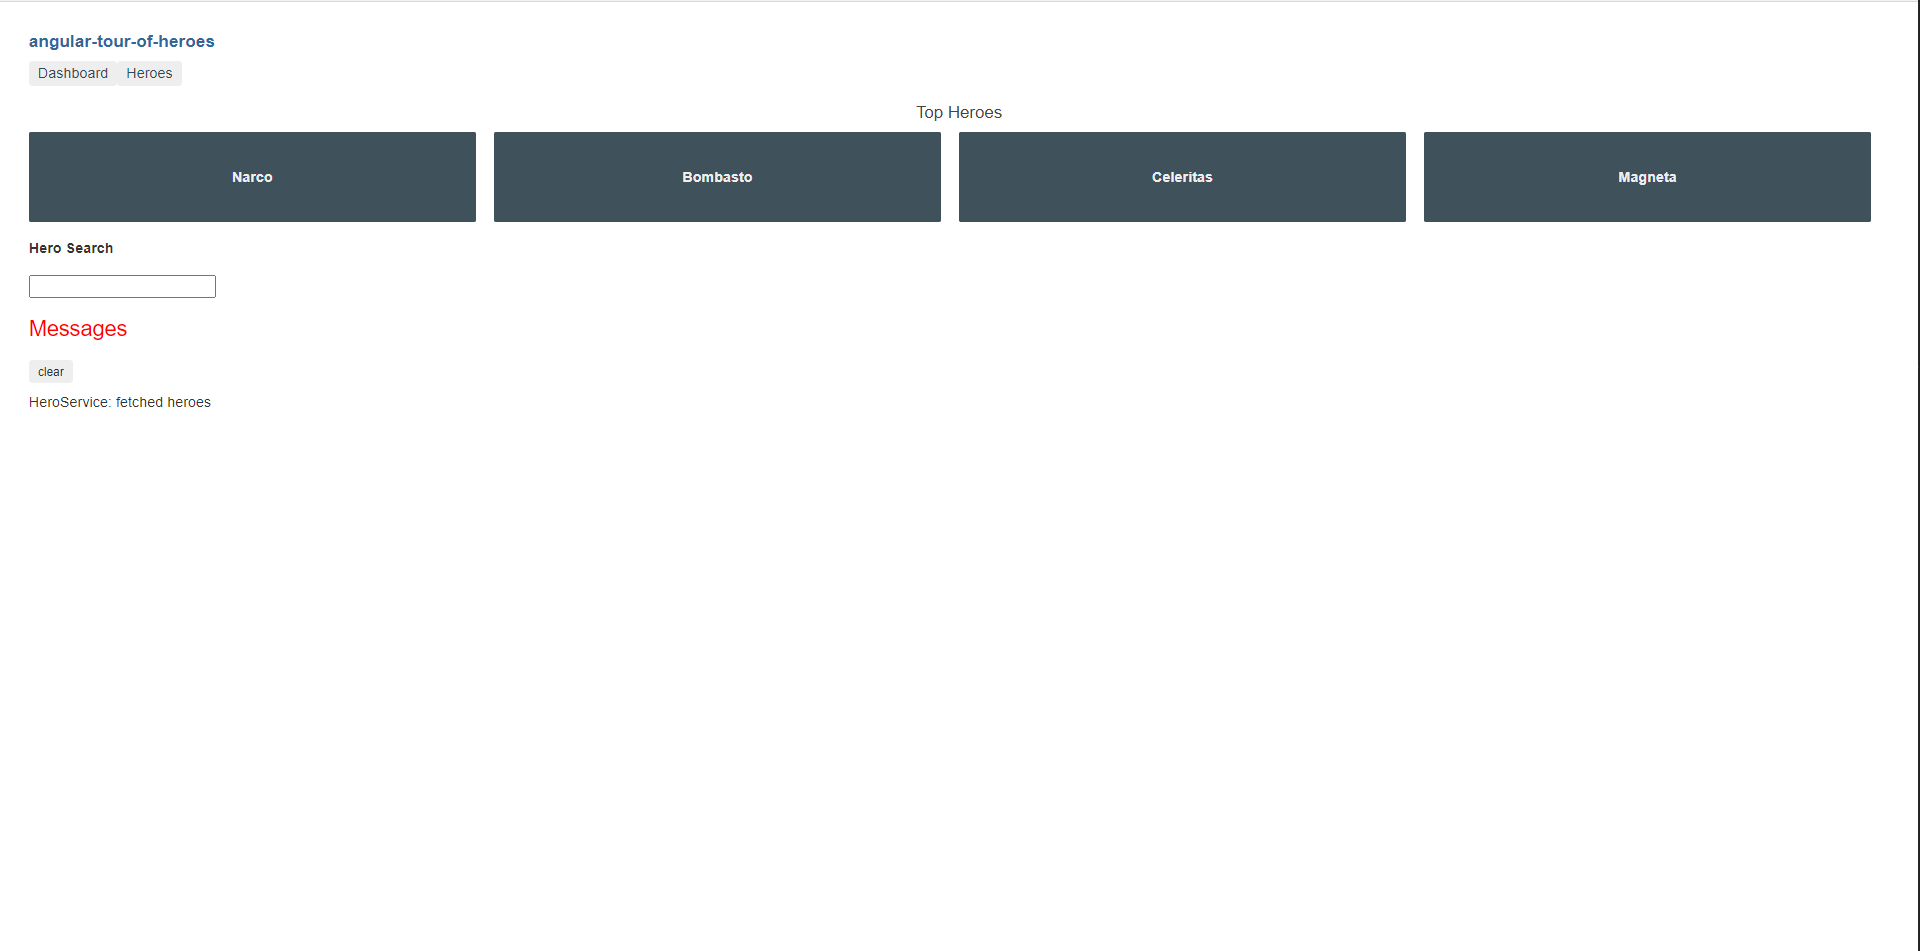 angular-tour-of-heroes
Dashboard Heroes
Top Heroes
Narco Bombasto Celeritas Magneta
Hero Search
Messages
clear
HeroService: fetched heroes